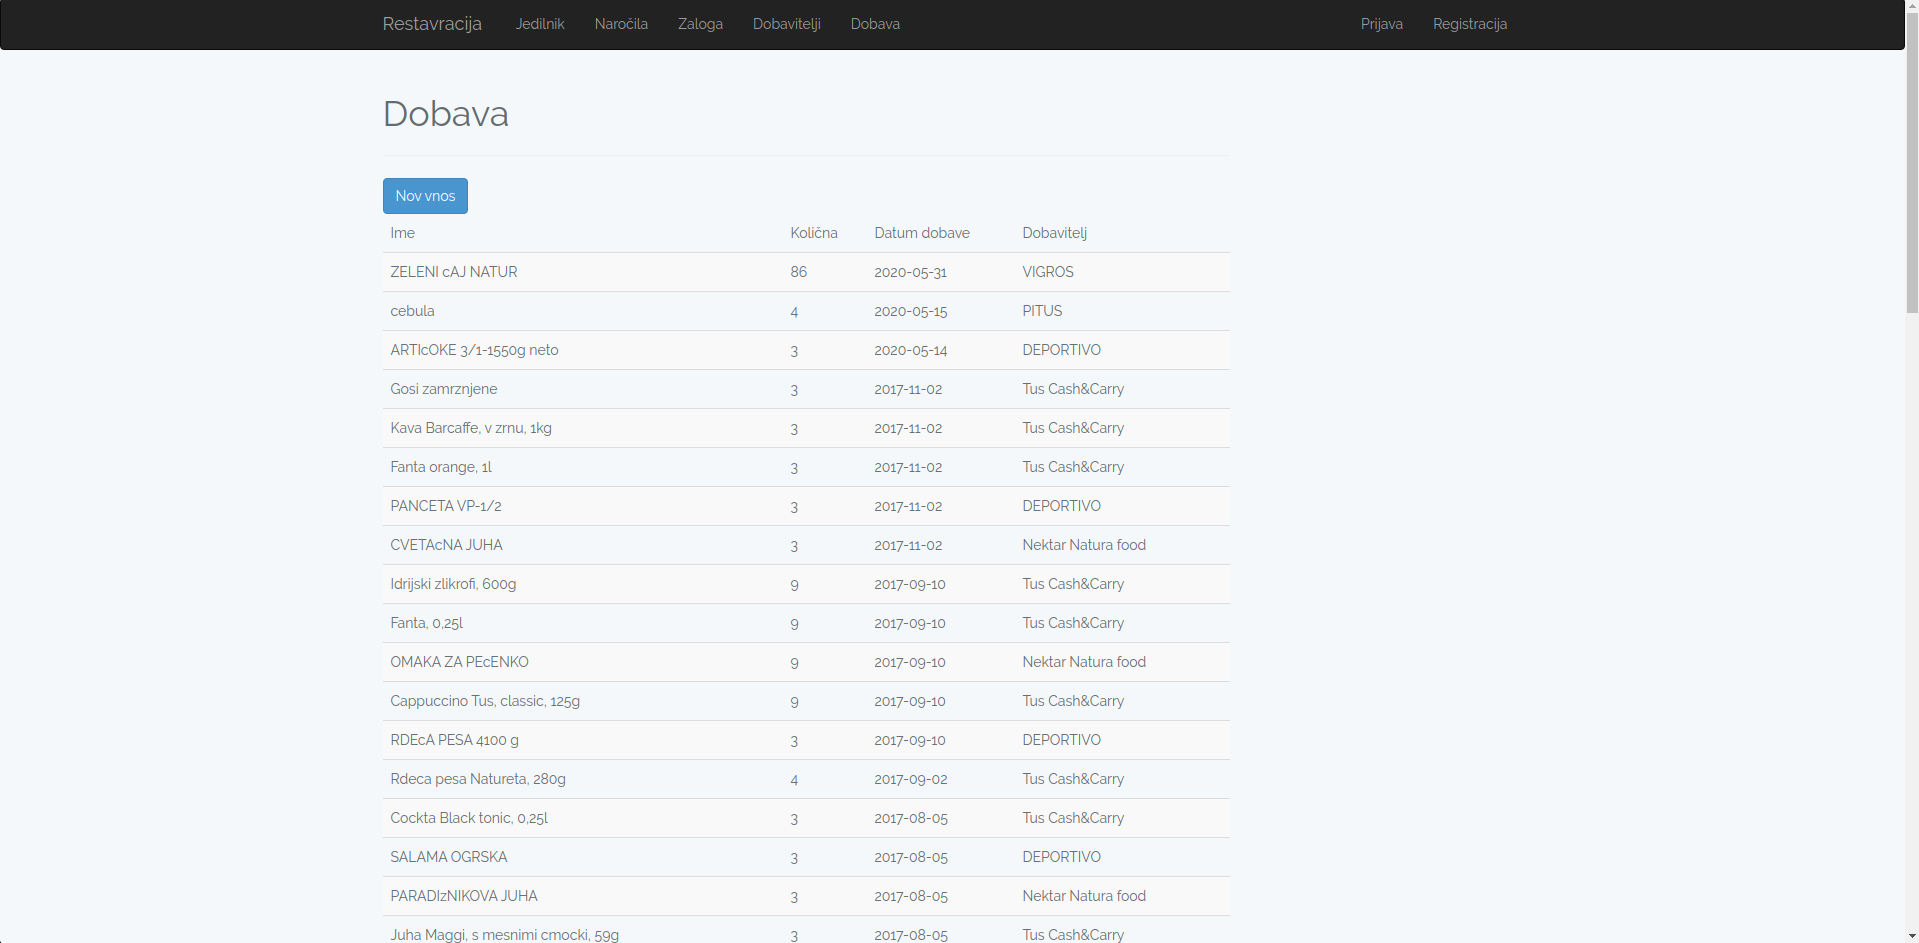 Restavracija Jedilnik Naročila Zaloga Dobavitelji Dobava Prijava Registracija
Dobava
Nov vnos
Ime Količna Datum dobave Dobavitelj
ZELENI cAJ NATUR 86 2020-05-31 VIGROS
cebula 4 2020-05-15 PITUS
ARTIcOKE 3/1-1550g neto 3 2020-05-14 DEPORTIVO
Gosi zamrznjene 3 2017-11-02 Tus Cash&Carry
Kava Barcaffe, v zrnu, 1kg 3 2017-11-02 Tus Cash&Carry
Fanta orange, 1l 3 2017-11-02 Tus Cash&Carry
PANCETA VP-1/2 3 2017-11-02 DEPORTIVO
CVETAcNA JUHA 3 2017-11-02 Nektar Natura food
Idrijski zlikrofi, 600g 9 2017-09-10 Tus Cash&Carry
Fanta, 0,25l 9 2017-09-10 Tus Cash&Carry
OMAKA ZA PEcENKO 9 2017-09-10 Nektar Natura food
Cappuccino Tus, classic, 125g 9 2017-09-10 Tus Cash&Carry
RDEcA PESA 4100 g 3 2017-09-10 DEPORTIVO
Rdeca pesa Natureta, 280g 4 2017-09-02 Tus Cash&Carry
Cockta Black tonic, 0,25l 3 2017-08-05 Tus Cash&Carry
SALAMA OGRSKA 3 2017-08-05 DEPORTIVO
PARADIzNIKOVA JUHA 3 2017-08-05 Nektar Natura food
Juha Maggi, s mesnimi cmocki, 59g 3 2017-08-05 Tus Cash&Carry